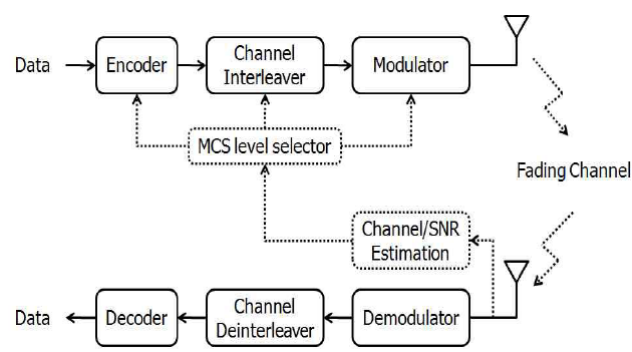 Data
Encoder
Channel
Interleaver
Modulator
MCS level selector
Fading Channel
Channel/SNR
Estimation
Data
Decoder
Channel
Deinterleaver
Demodulator